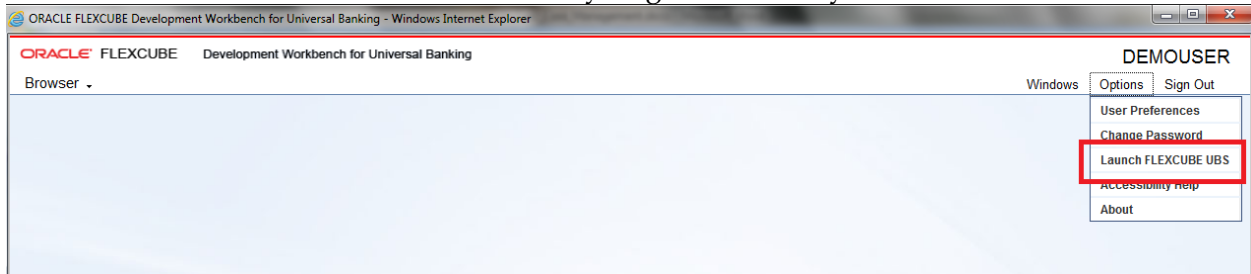 ORACLE FLEXCUBE Development Workbench for Universal Banking - Windows Internet Explorer
ORACLE FLEXCUBE Development Workbench for Universal Banking DEMOUSER
Browser Windows Options Sign Out
User Preferences
Change Password
Launch FLEXCUBE UBS
Accessibility Help
About